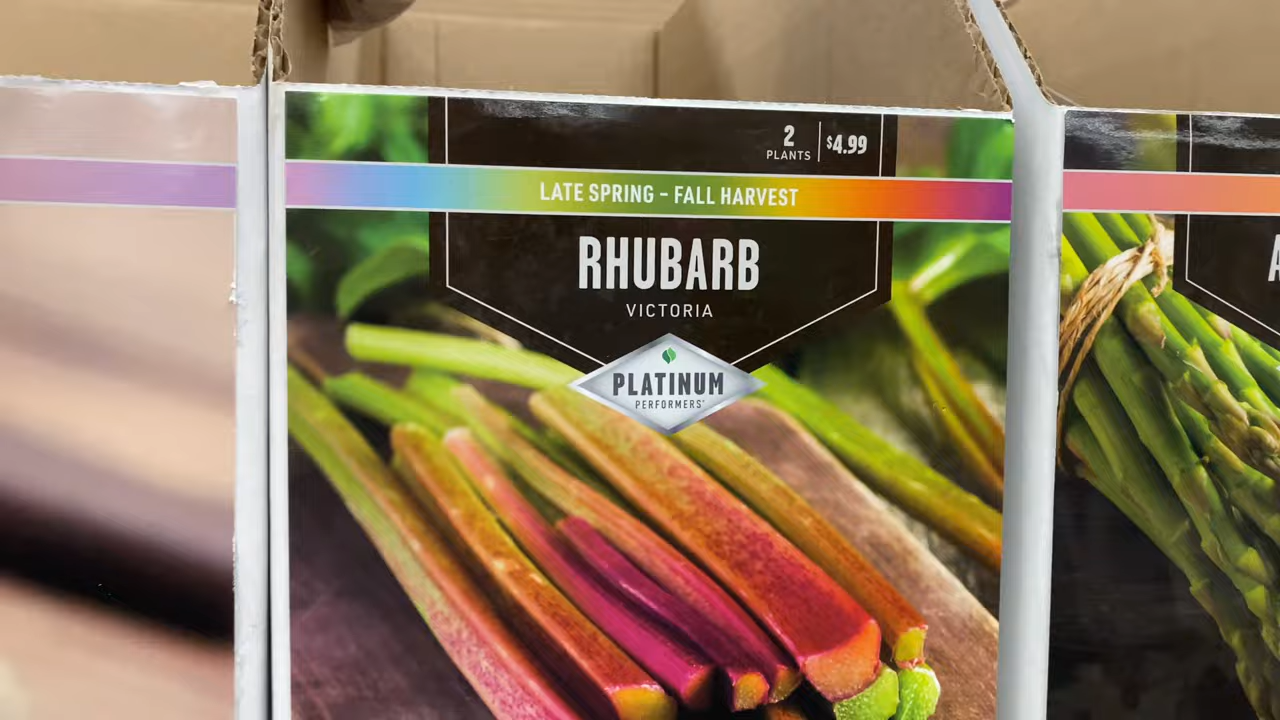 2
PLANTS
$4.99
LATE SPRING - FALL HARVEST
RHUBARB
VICTORIA
PLATINUM
PERFORMERS